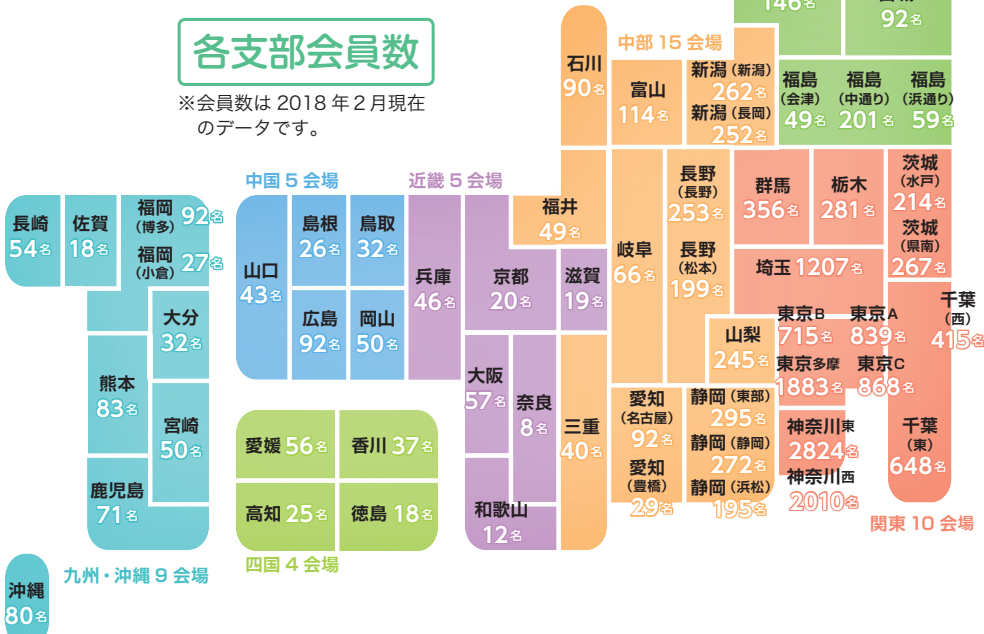 各支部会員数
※会員数は 2018 年 2 月現在
のデータです。
146名
92名
福島
(会津)
49名
福島
(中通り)
201名
福島
(浜通り)
59名
中部 15 会場
石川
90名
富山
114名
新潟 (新潟)
262名
新潟 (長岡)
252名
福井
49名
岐阜
66名
長野
(長野)
253名
長野
(松本)
199名
山梨
245名
愛知
(名古屋)
92名
愛知
(豊橋)
29名
静岡 (東部)
295名
静岡 (静岡)
272名
静岡 (浜松)
195名
三重
40名
群馬
356名
栃木
281名
茨城
(水戸)
214名
茨城
(県南)
267名
埼玉 1207名
東京B
715名
東京A
839名
東京多摩
1883名
東京C
868名
千葉
(西)
415名
千葉
(東)
648名
神奈川東
2824名
神奈川西
2010名
関東 10 会場
近畿 5 会場
兵庫
46名
京都
20名
滋賀
19名
大阪
57名
奈良
8名
和歌山
12名
中国 5 会場
山口
43名
島根
26名
鳥取
32名
広島
92名
岡山
50名
愛媛 56名
香川 37名
高知 25名
徳島 18名
四国 4 会場
長崎
54名
佐賀
18名
福岡
(博多)
92名
福岡
(小倉)
27名
大分
32名
熊本
83名
宮崎
50名
鹿児島
71名
九州・沖縄 9 会場
沖縄
80名